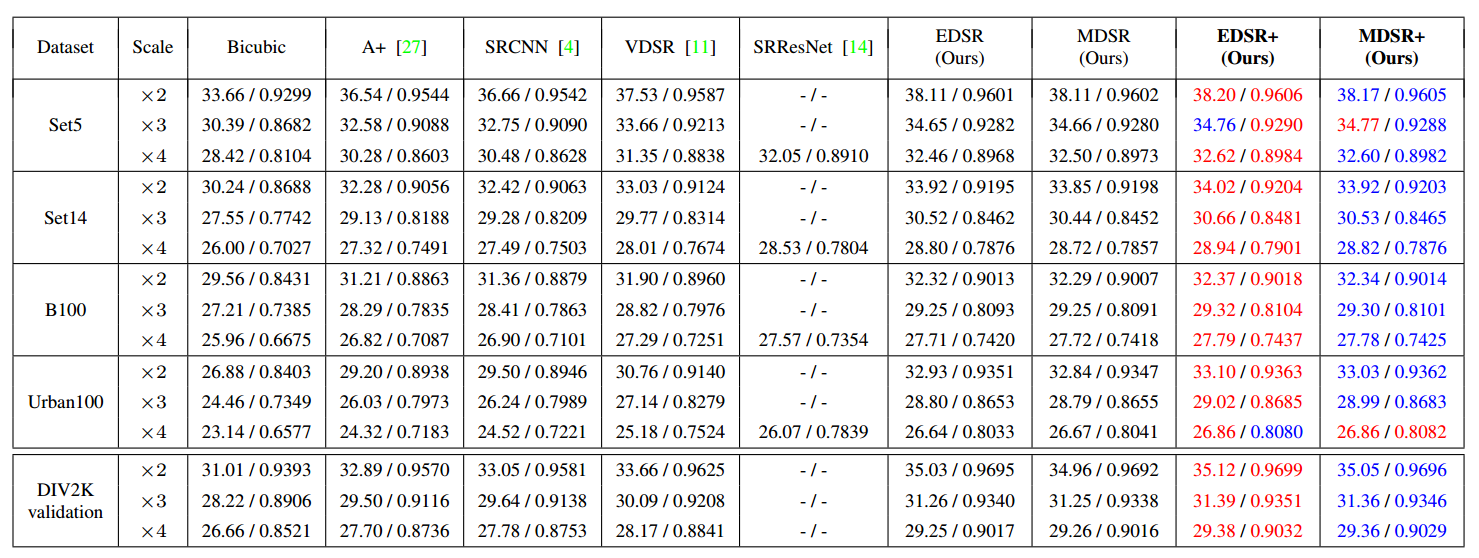 Dataset Scale Bicubic A+ [27] SRCNN [4] VDSR [11] SRResNet [14] EDSR (Ours) MDSR (Ours) EDSR+ (Ours) MDSR+ (Ours)
Set5 ×2 33.66 / 0.9299 36.54 / 0.9544 36.66 / 0.9542 37.53 / 0.9587 - / - 38.11 / 0.9601 38.11 / 0.9602 38.20 / 0.9606 38.17 / 0.9605
×3 30.39 / 0.8682 32.58 / 0.9088 32.75 / 0.9090 33.66 / 0.9213 - / - 34.65 / 0.9282 34.66 / 0.9280 34.76 / 0.9290 34.77 / 0.9288
×4 28.42 / 0.8104 30.28 / 0.8603 30.48 / 0.8628 31.35 / 0.8838 32.05 / 0.8910 32.46 / 0.8968 32.50 / 0.8973 32.62 / 0.8984 32.60 / 0.8982
Set14 ×2 30.24 / 0.8688 32.28 / 0.9056 32.42 / 0.9063 33.03 / 0.9124 - / - 33.92 / 0.9195 33.85 / 0.9198 34.02 / 0.9204 33.92 / 0.9203
×3 27.55 / 0.7742 29.13 / 0.8188 29.28 / 0.8209 29.77 / 0.8314 - / - 30.52 / 0.8462 30.44 / 0.8452 30.66 / 0.8481 30.53 / 0.8465
×4 26.00 / 0.7027 27.32 / 0.7491 27.49 / 0.7503 28.01 / 0.7674 28.53 / 0.7804 28.80 / 0.7876 28.72 / 0.7857 28.94 / 0.7901 28.82 / 0.7876
B100 ×2 29.56 / 0.8431 31.21 / 0.8863 31.36 / 0.8879 31.90 / 0.8960 - / - 32.32 / 0.9013 32.29 / 0.9007 32.37 / 0.9018 32.34 / 0.9014
×3 27.21 / 0.7385 28.29 / 0.7835 28.41 / 0.7863 28.82 / 0.7976 - / - 29.25 / 0.8093 29.25 / 0.8091 29.32 / 0.8104 29.30 / 0.8101
×4 25.96 / 0.6675 26.82 / 0.7087 26.90 / 0.7101 27.29 / 0.7251 27.57 / 0.7354 27.71 / 0.7420 27.72 / 0.7418 27.79 / 0.7437 27.78 / 0.7425
Urban100 ×2 26.88 / 0.8403 29.20 / 0.8938 29.50 / 0.8946 30.76 / 0.9140 - / - 32.93 / 0.9351 32.84 / 0.9347 33.10 / 0.9363 33.03 / 0.9362
×3 24.46 / 0.7349 26.03 / 0.7973 26.24 / 0.7989 27.14 / 0.8279 - / - 28.80 / 0.8653 28.79 / 0.8655 29.02 / 0.8685 28.99 / 0.8683
×4 23.14 / 0.6577 24.32 / 0.7183 24.52 / 0.7221 25.18 / 0.7524 26.07 / 0.7839 26.64 / 0.8033 26.67 / 0.8041 26.86 / 0.8080 26.86 / 0.8082
DIV2K validation ×2 31.01 / 0.9393 32.89 / 0.9570 33.05 / 0.9581 33.66 / 0.9625 - / - 35.03 / 0.9695 34.96 / 0.9692 35.12 / 0.9699 35.05 / 0.9696
×3 28.22 / 0.8906 29.50 / 0.9116 29.64 / 0.9138 30.09 / 0.9208 - / - 31.26 / 0.9340 31.25 / 0.9338 31.39 / 0.9351 31.36 / 0.9346
×4 26.66 / 0.8521 27.70 / 0.8736 27.78 / 0.8753 28.17 / 0.8841 - / - 29.25 / 0.9017 29.26 / 0.9016 29.38 / 0.9032 29.36 / 0.9029